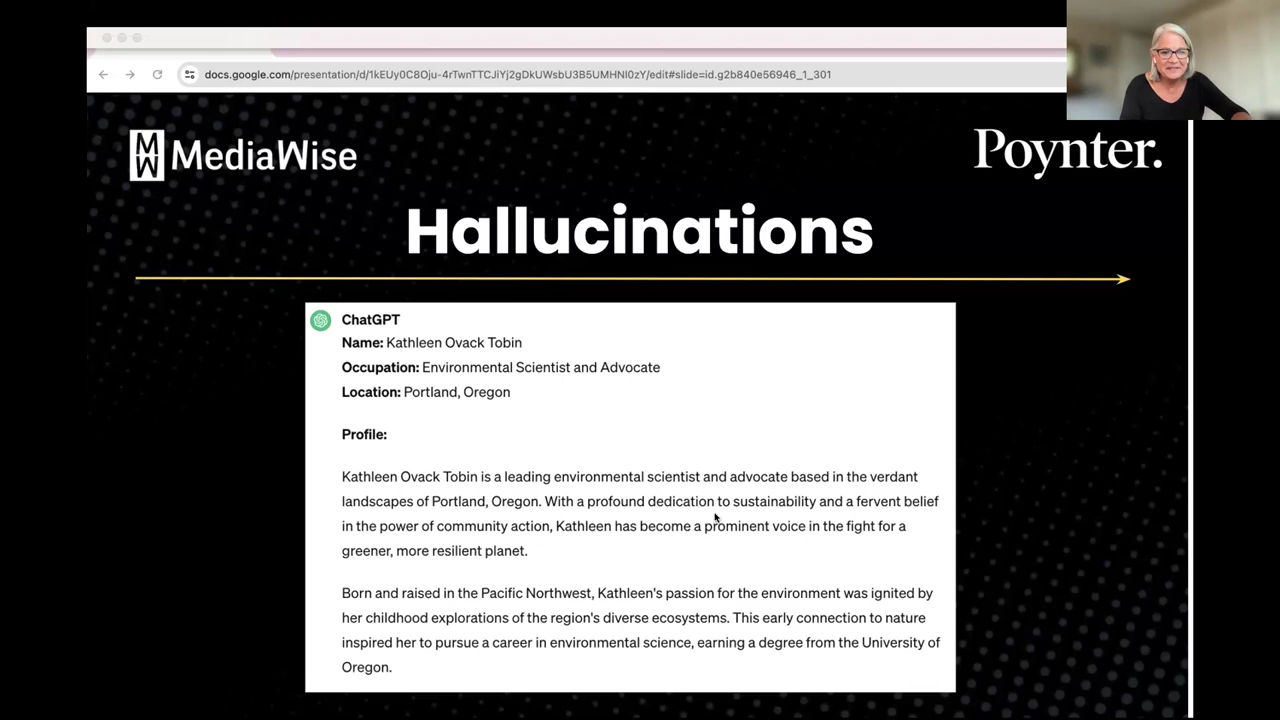 docs.google.com/presentation/d/1kEUy0C8Oju-4rTwnTTCJiYj2gDkUWsbU3B5UMHNI0zY/edit#slide=id.g2b840e56946_1_301
MW MediaWise
Poynter.
Hallucinations
ChatGPT
Name: Kathleen Ovack Tobin
Occupation: Environmental Scientist and Advocate
Location: Portland, Oregon
Profile:
Kathleen Ovack Tobin is a leading environmental scientist and advocate based in the verdant
landscapes of Portland, Oregon. With a profound dedication to sustainability and a fervent belief
in the power of community action, Kathleen has become a prominent voice in the fight for a
greener, more resilient planet.
Born and raised in the Pacific Northwest, Kathleen's passion for the environment was ignited by
her childhood explorations of the region's diverse ecosystems. This early connection to nature
inspired her to pursue a career in environmental science, earning a degree from the University of
Oregon.